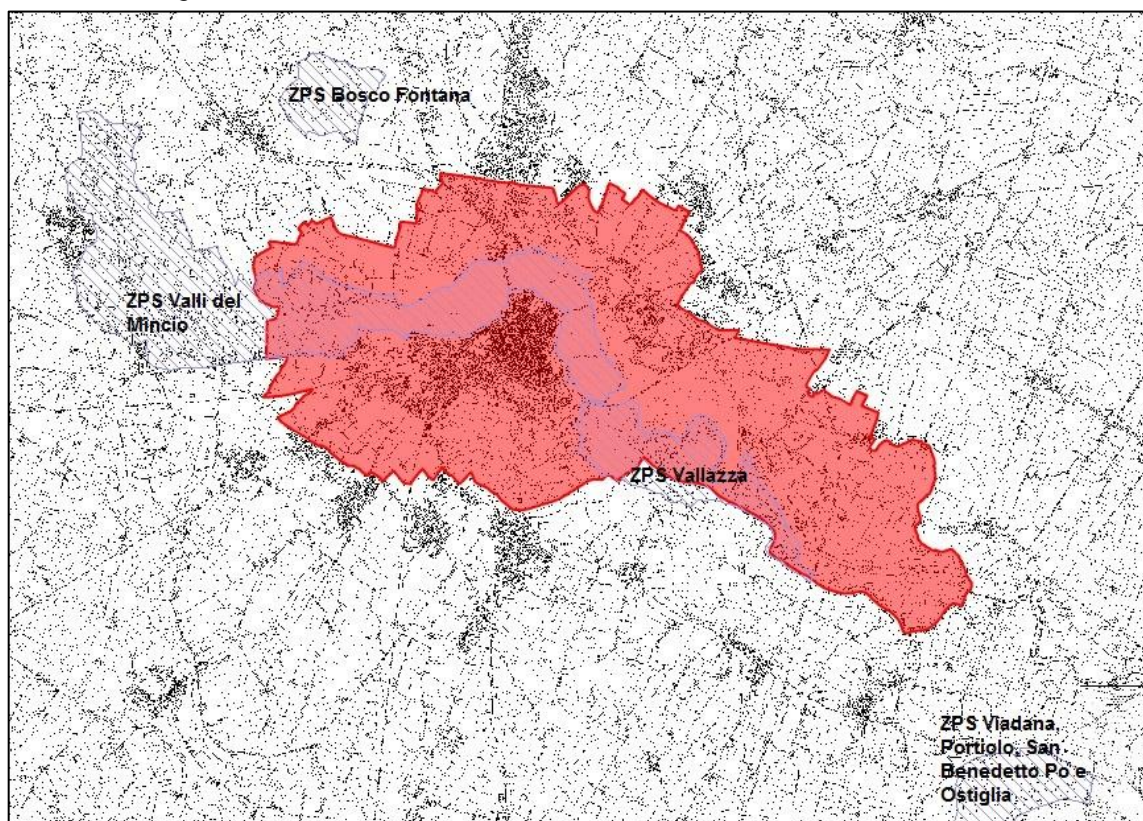 ZPS Bosco Fontana
ZPS Valli del
Mincio
ZPS Vallazza
ZPS Viadana,
Portiolo, San
Benedetto Po e
Ostiglia